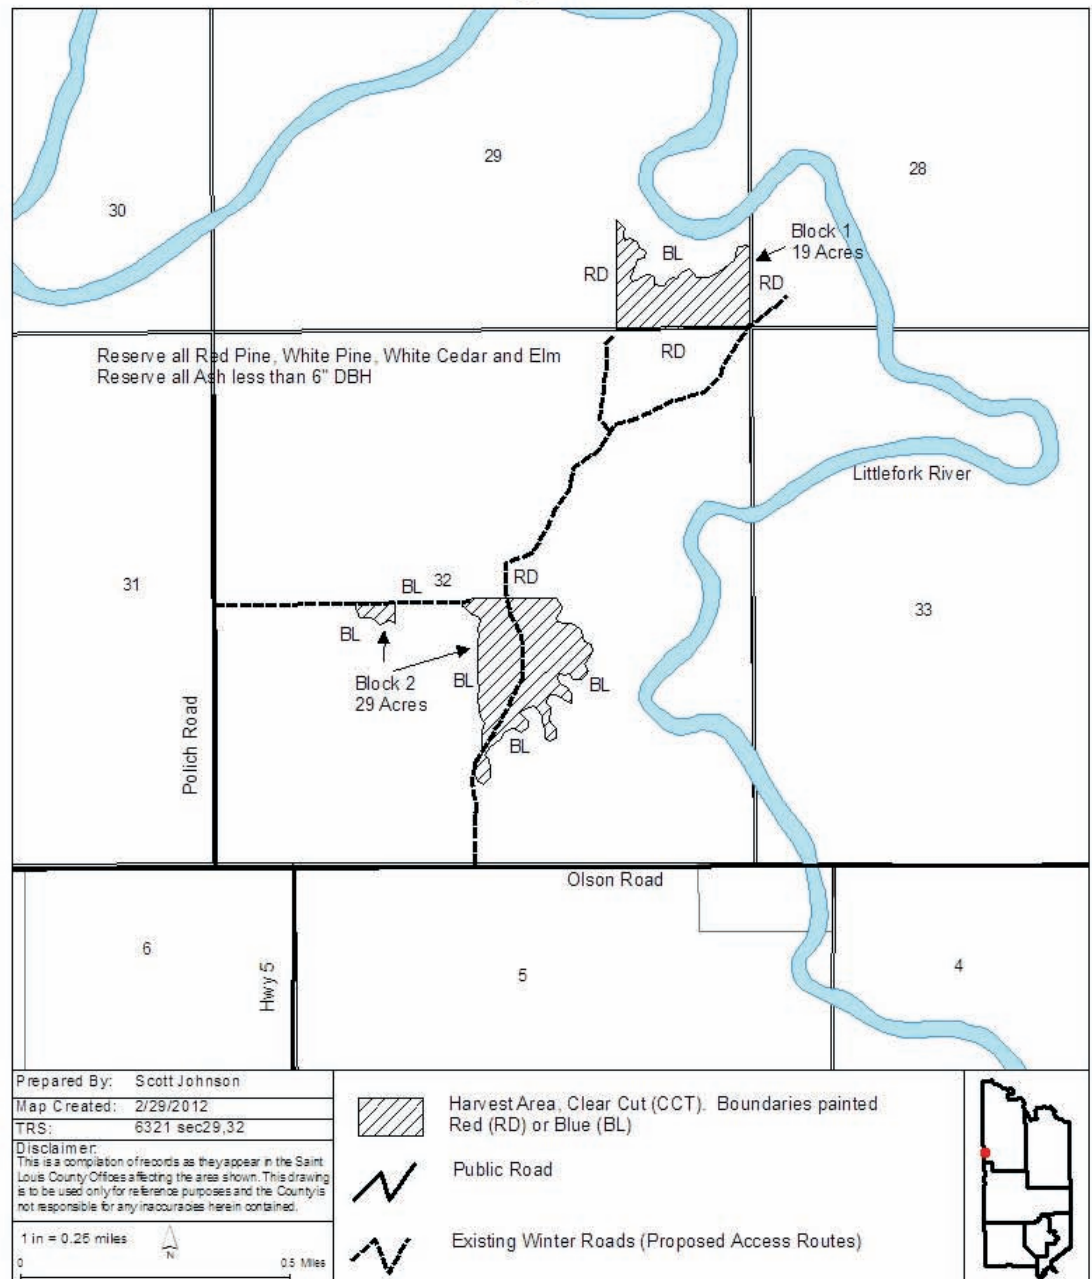 29
28
30
Block 1
19 Acres
BL
RD
RD
RD
Reserve all Red Pine, White Pine, White Cedar and Elm
Reserve all Ash less than 6" DBH
Littlefork River
31
BL
32
RD
33
BL
BL
BL
Block 2
29 Acres
BL
Polich Road
Olson Road
6
Hwy 5
5
4
Prepared By: Scott Johnson
Map Created: 2/29/2012
TRS: 6321 sec29,32
Disclaimer:
This is a compilation of records as they appear in the Saint
Louis County Offices affecting the area shown. This drawing
is to be used only for reference purposes and the County is
not responsible for any inaccuracies herein contained.
1 in = 0.25 miles
N
0 0.5 Miles
Harvest Area, Clear Cut (CCT). Boundaries painted
Red (RD) or Blue (BL)
Public Road
Existing Winter Roads (Proposed Access Routes)